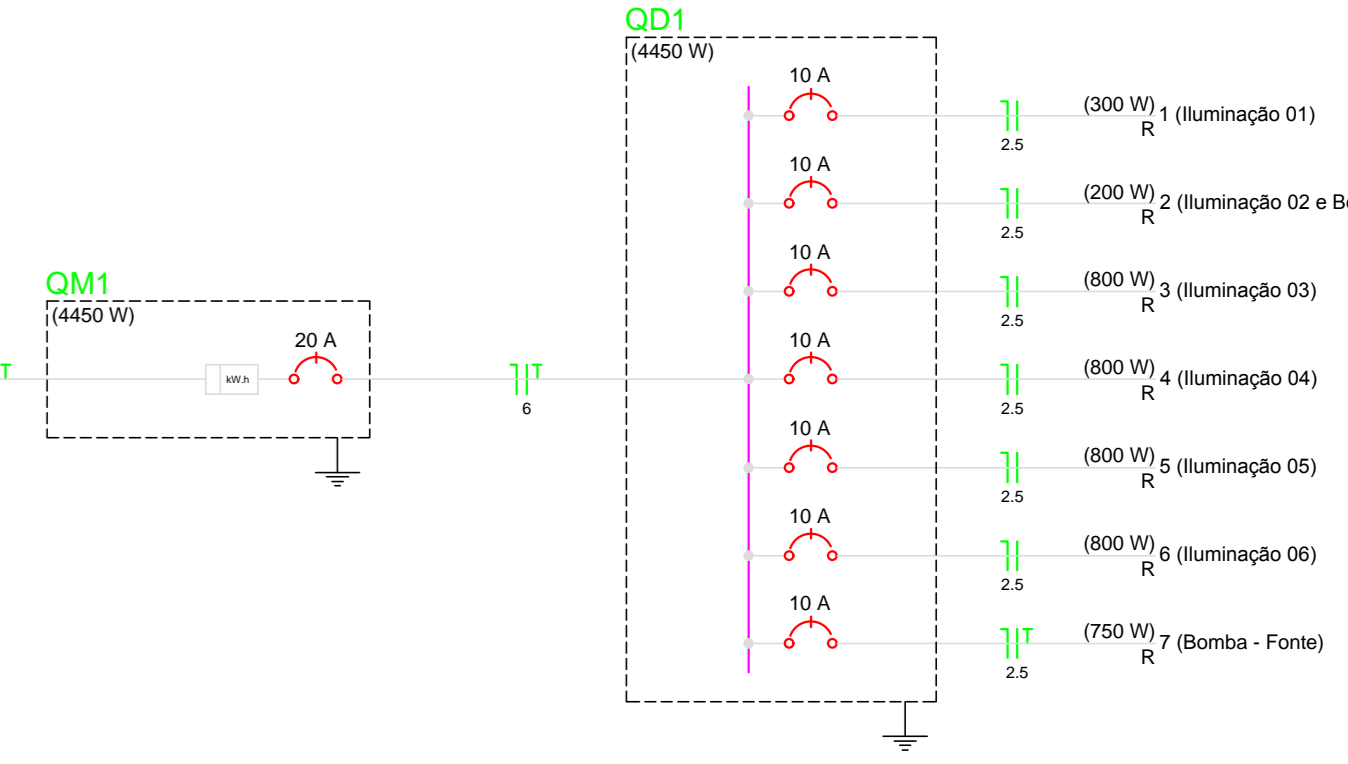 QD1
(4450 W)
10 A
(300 W) 1 (Iluminação 01)
R
2.5
10 A
(200 W) 2 (Iluminação 02 e
R
2.5
10 A
(800 W) 3 (Iluminação 03)
R
2.5
QM1
(4450 W)
20 A
kW.h
T
T
6
10 A
(800 W) 4 (Iluminação 04)
R
2.5
10 A
(800 W) 5 (Iluminação 05)
R
2.5
10 A
(800 W) 6 (Iluminação 06)
R
2.5
10 A
T
(750 W) 7 (Bomba - Fonte)
R
2.5